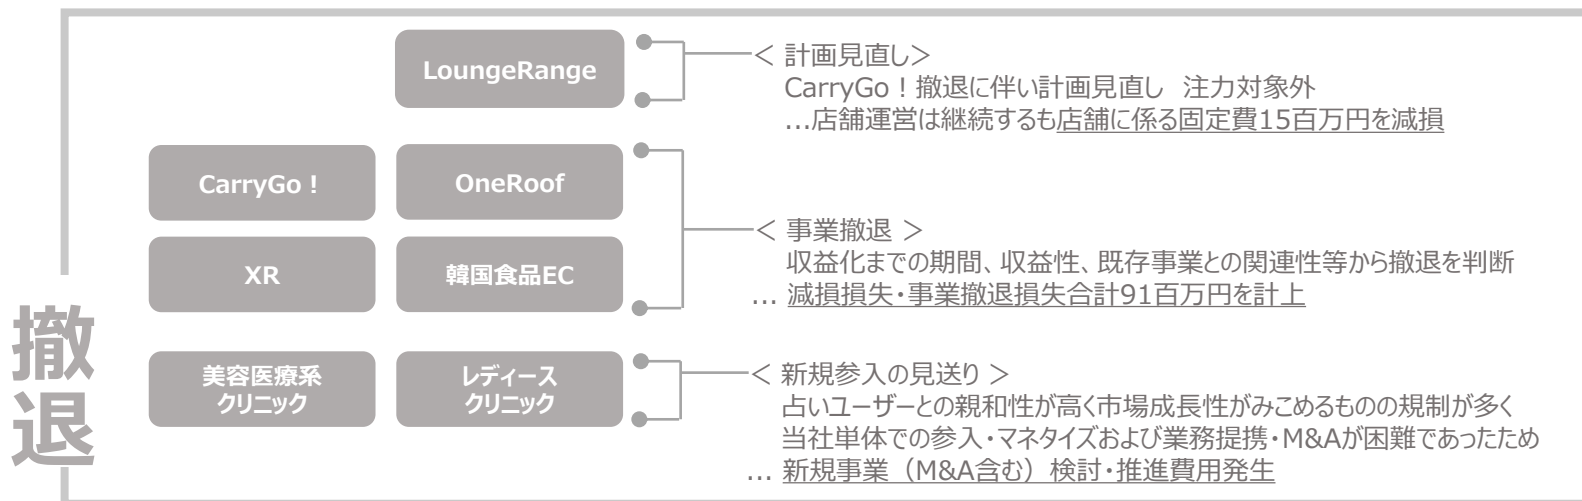 撤退
LoungeRange
＜ 計画見直し＞
CarryGo！撤退に伴い計画見直し 注力対象外
…店舗運営は継続するも店舗に係る固定費15百万円を減損
CarryGo！
OneRoof
XR
韓国食品EC
＜ 事業撤退 ＞
収益化までの期間、収益性、既存事業との関連性等から撤退を判断
… 減損損失・事業撤退損失合計91百万円を計上
美容医療系
クリニック
レディース
クリニック
＜ 新規参入の見送り ＞
占いユーザーとの親和性が高く市場成長性がみこめるものの規制が多く
当社単体での参入・マネタイズおよび業務提携・M&Aが困難であったため
… 新規事業（M&A含む）検討・推進費用発生